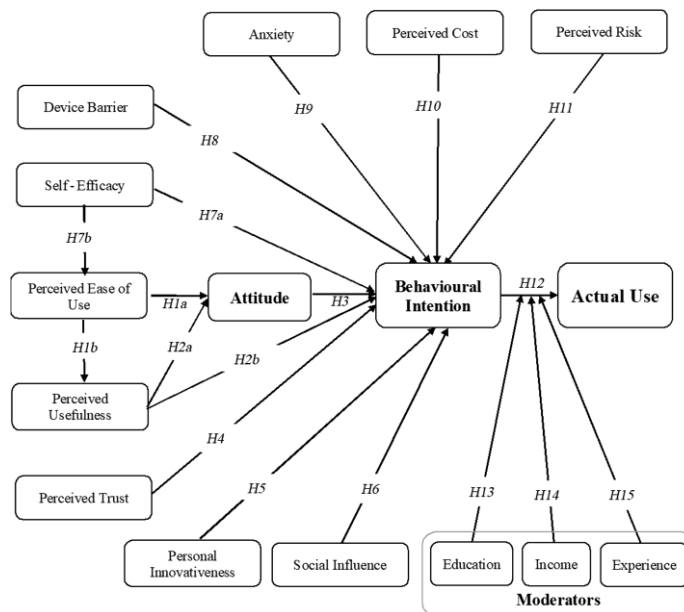 Anxiety
Perceived Cost
Perceived Risk
Device Barrier
H9
H10
H11
H8
Self - Efficacy
H7a
H7b
Perceived Ease of
Use
H1a
Attitude
H3
Behavioural
Intention
H12
Actual Use
H1b
H2a
H2b
Perceived
Usefulness
H4
H5
H6
H13
H14
H15
Perceived Trust
Personal
Innovativeness
Social Influence
Education
Income
Experience
Moderators